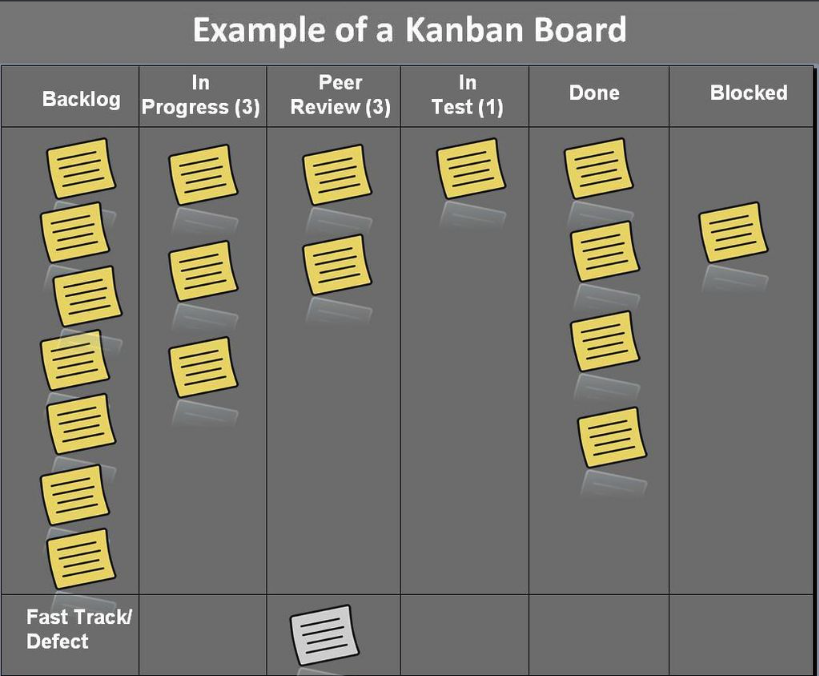 Example of a Kanban Board
Backlog
In
Progress (3)
Peer
Review (3)
In
Test (1)
Done
Blocked
Fast Track/
Defect